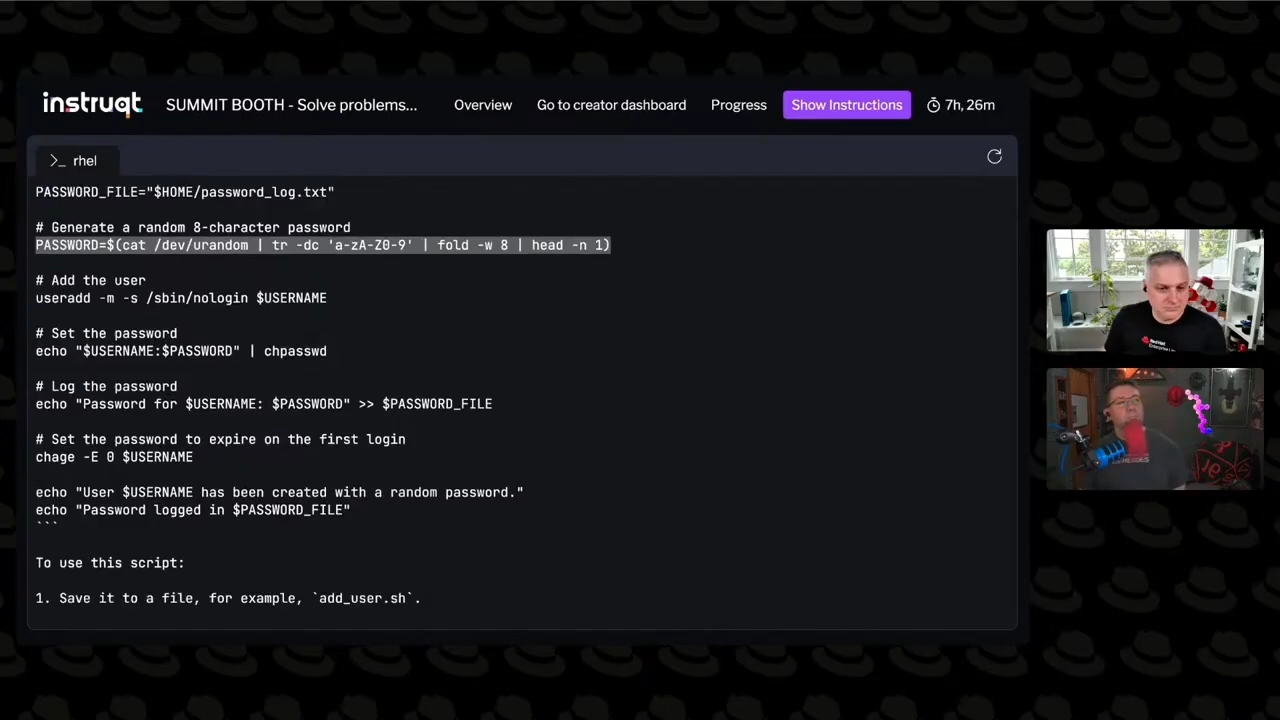 instruqt
SUMMIT BOOTH - Solve problems...
Overview
Go to creator dashboard
Progress
Show Instructions
7h, 26m
>_ rhel
PASSWORD_FILE="$HOME/password_log.txt"
# Generate a random 8-character password
PASSWORD=$(cat /dev/urandom | tr -dc 'a-zA-Z0-9' | fold -w 8 | head -n 1)
# Add the user
useradd -m -s /sbin/nologin $USERNAME
# Set the password
echo "$USERNAME:$PASSWORD" | chpasswd
# Log the password
echo "Password for $USERNAME: $PASSWORD" >> $PASSWORD_FILE
# Set the password to expire on the first login
chage -E 0 $USERNAME
echo "User $USERNAME has been created with a random password."
echo "Password logged in $PASSWORD_FILE"
```
To use this script:
1. Save it to a file, for example, `add_user.sh`.
Red Hat
Enterprise